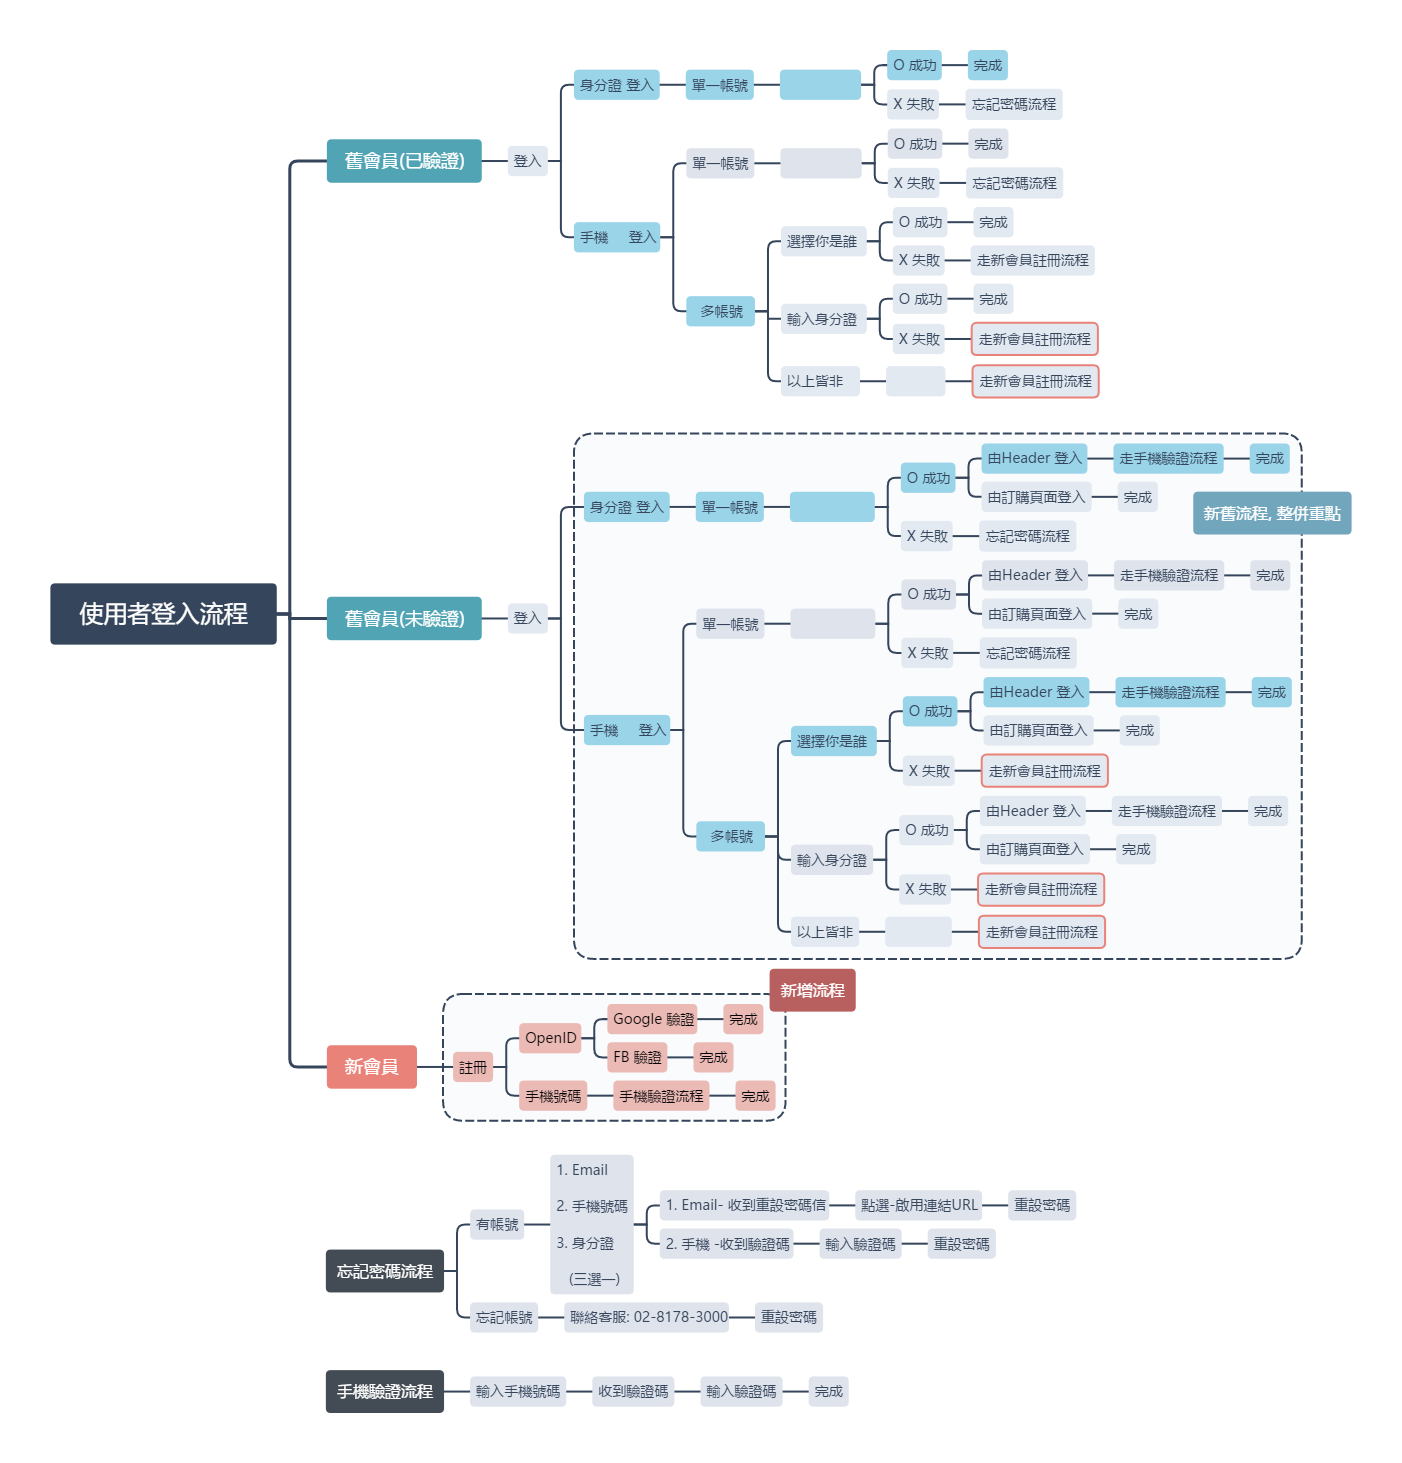 使用者登入流程
舊會員(已驗證)
登入
身分證 登入
單一帳號
O 成功
完成
X 失敗
忘記密碼流程
手機 登入
單一帳號
O 成功
完成
X 失敗
忘記密碼流程
多帳號
選擇你是誰
O 成功
完成
X 失敗
走新會員註冊流程
輸入身分證
O 成功
完成
X 失敗
走新會員註冊流程
以上皆非
走新會員註冊流程
舊會員(未驗證)
登入
新舊流程, 整併重點
身分證 登入
單一帳號
O 成功
由Header 登入
走手機驗證流程
完成
由訂購頁面登入
完成
X 失敗
忘記密碼流程
手機 登入
單一帳號
O 成功
由Header 登入
走手機驗證流程
完成
由訂購頁面登入
完成
X 失敗
忘記密碼流程
多帳號
選擇你是誰
O 成功
由Header 登入
走手機驗證流程
完成
由訂購頁面登入
完成
X 失敗
走新會員註冊流程
輸入身分證
O 成功
由Header 登入
走手機驗證流程
完成
由訂購頁面登入
完成
X 失敗
走新會員註冊流程
以上皆非
走新會員註冊流程
新會員
新增流程
註冊
OpenID
Google 驗證
完成
FB 驗證
完成
手機號碼
手機驗證流程
完成
忘記密碼流程
有帳號
1. Email
2. 手機號碼
3. 身分證
(三選一)
1. Email- 收到重設密碼信
點選-啟用連結URL
重設密碼
2. 手機 -收到驗證碼
輸入驗證碼
重設密碼
忘記帳號
聯絡客服: 02-8178-3000
重設密碼
手機驗證流程
輸入手機號碼
收到驗證碼
輸入驗證碼
完成